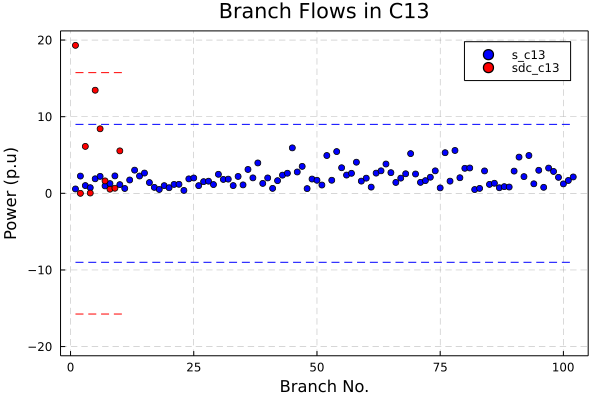 Branch Flows in C13
s_c13
sdc_c13
20
10
0
−10
−20
Power (p.u)
0
25
50
75
100
Branch No.